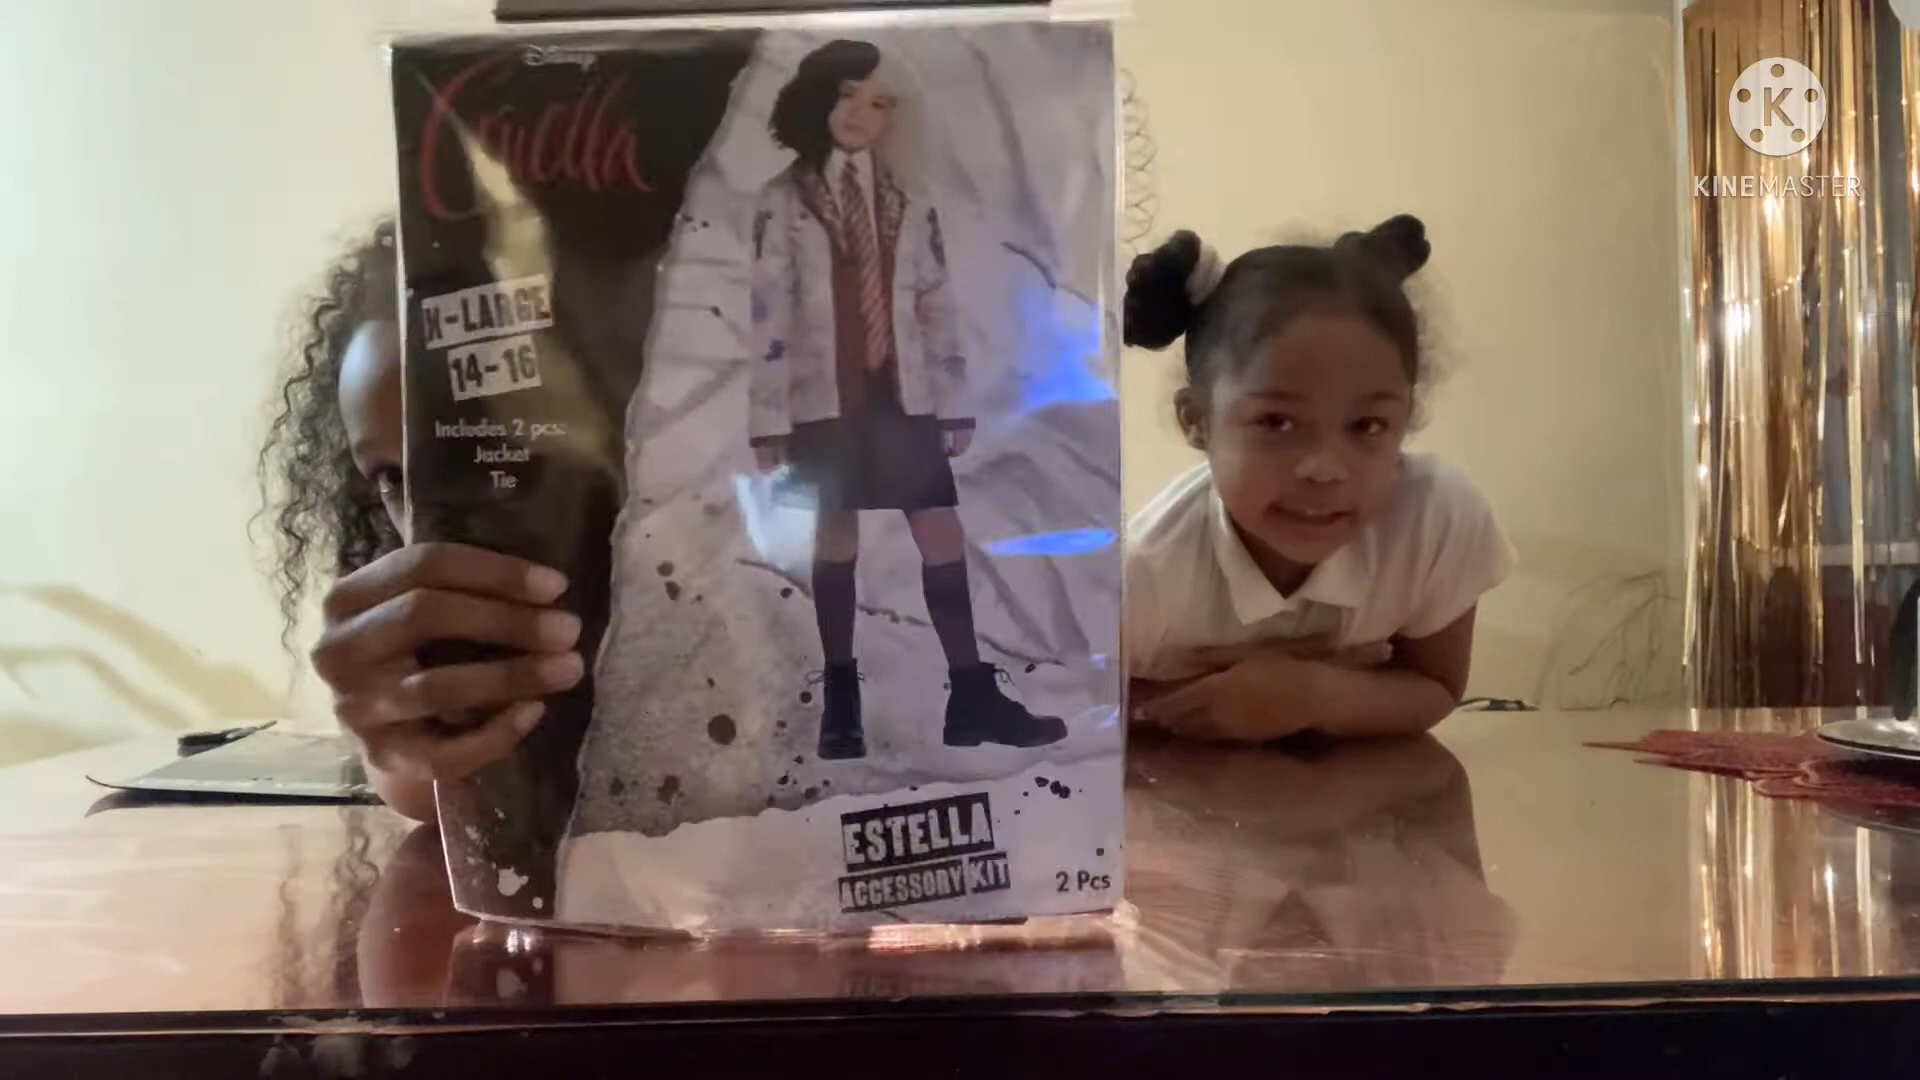 Disney
Cruella
X-LARGE
14-16
Includes 2 pcs:
Jacket
Tie
ESTELLA
ACCESSORY KIT
2 Pcs
K
KINEMASTER